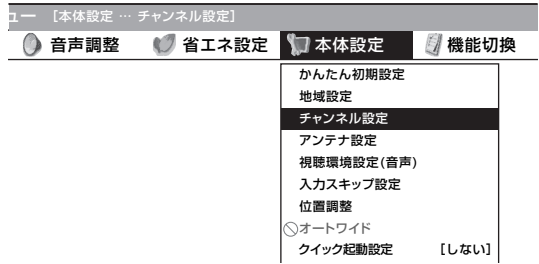 ュー [本体設定 … チャンネル設定]
音声調整 省エネ設定 本体設定 機能切換
かんたん初期設定
地域設定
チャンネル設定
アンテナ設定
視聴環境設定(音声)
入力スキップ設定
位置調整
オートワイド
クイック起動設定 [しない]